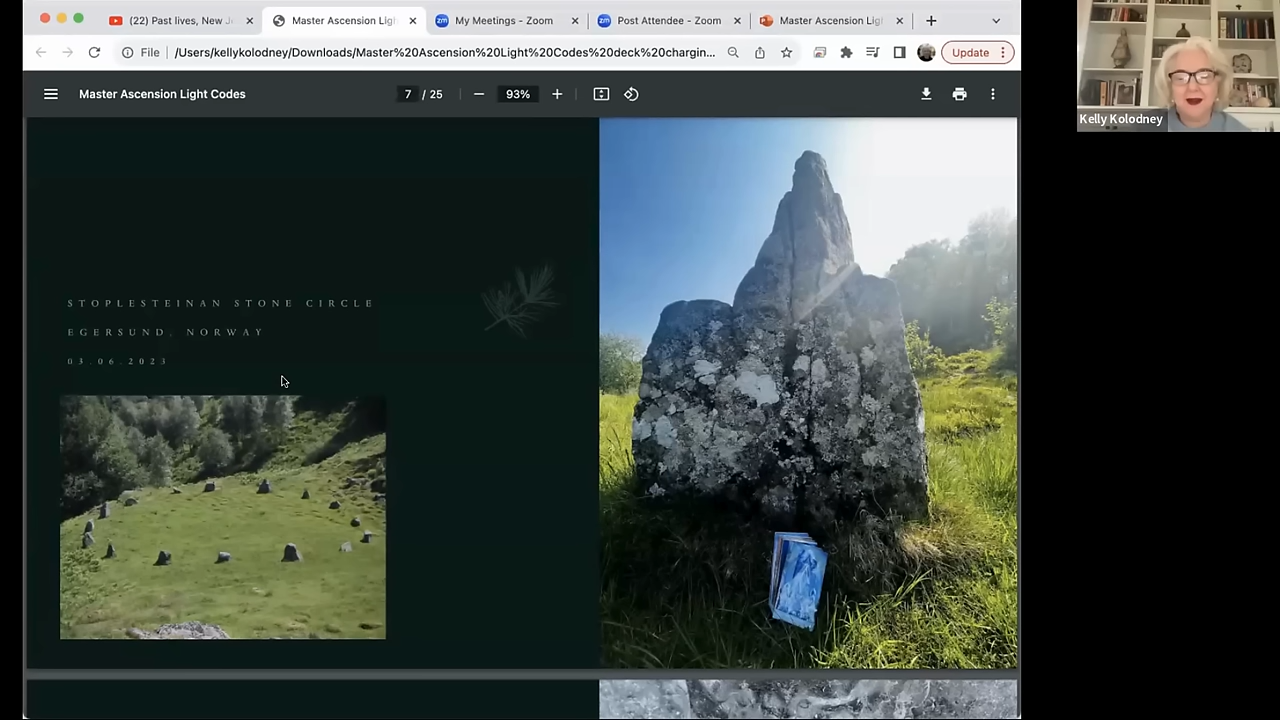 (22) Past lives, New J
Master Ascension Ligh
My Meetings - Zoom
Post Attendee - Zoom
Master Ascension Lig
File
/Users/kellykolodney/Downloads/Master%20Ascension%20Light%20Codes%20deck%20chargin...
Update
Master Ascension Light Codes
7 / 25
93%
Kelly Kolodney
STOPLESTEINAN STONE CIRCLE
EGERSUND, NORWAY
03.06.2023